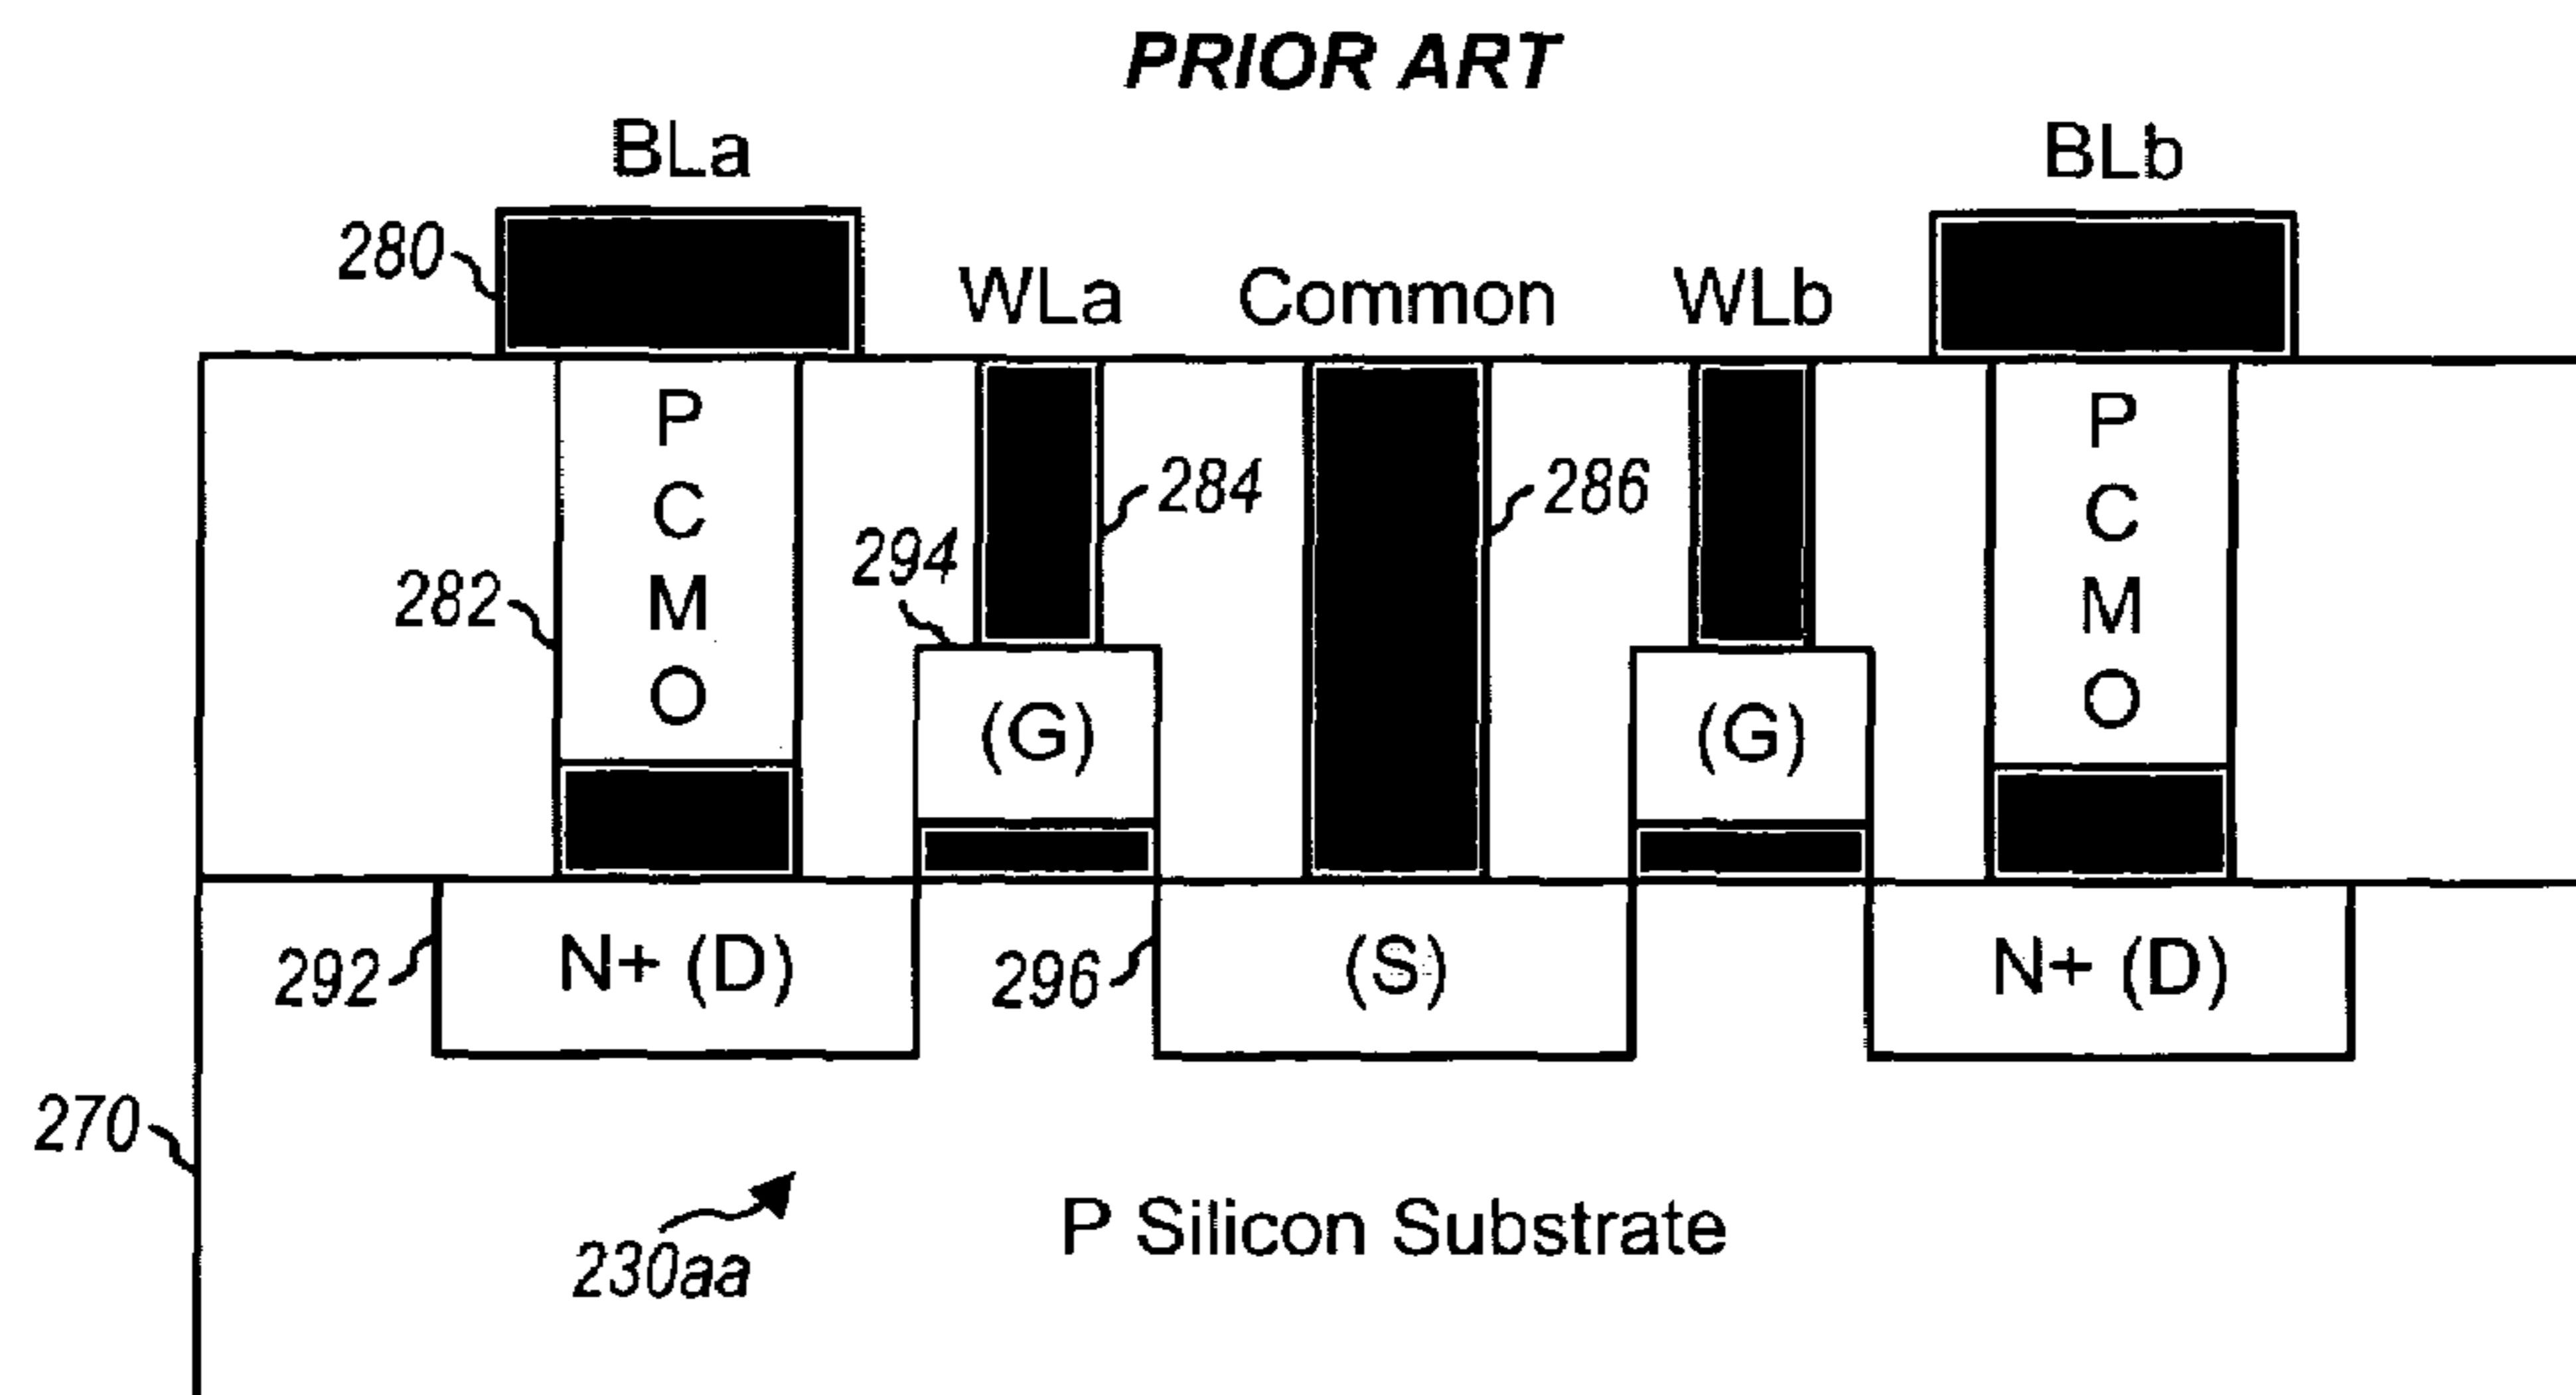 PRIOR ART
BLa
BLb
280
WLa
Common
WLb
P
C
M
O
P
C
M
O
284
286
294
282
(G)
(G)
292
N+ (D)
296
(S)
N+ (D)
270
230aa
P Silicon Substrate